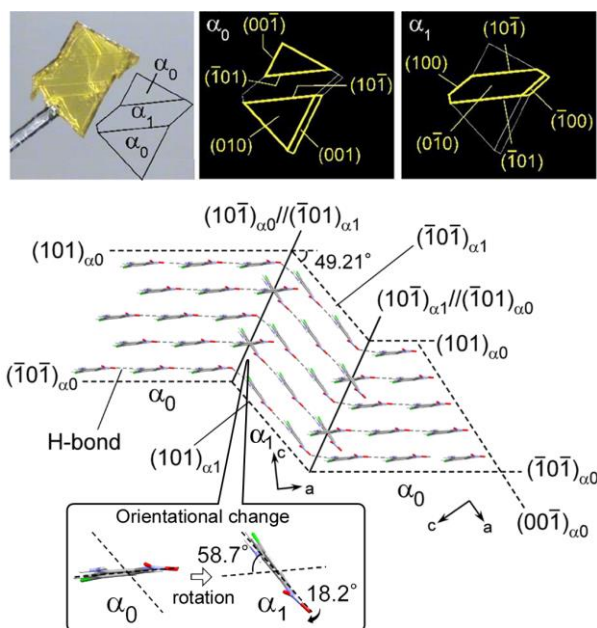 α₀
α₁
α₀
α₀
(001̄)
(1̄01)
(101̄)
(010)
(001)
α₁
(101̄)
(100)
(1̄00)
(01̄0)
(1̄01)
(101̄)α0//(1̄01)α1
(101)α0
49.21°
(1̄01̄)α1
(101̄)α1//(1̄01)α0
(101)α0
(1̄01̄)α0
α₀
H-bond
(101)α1
α₁
c
a
α₀
(1̄01̄)α0
c
a
(001̄)α0
Orientational change
58.7°
rotation
18.2°
α₀
α₁